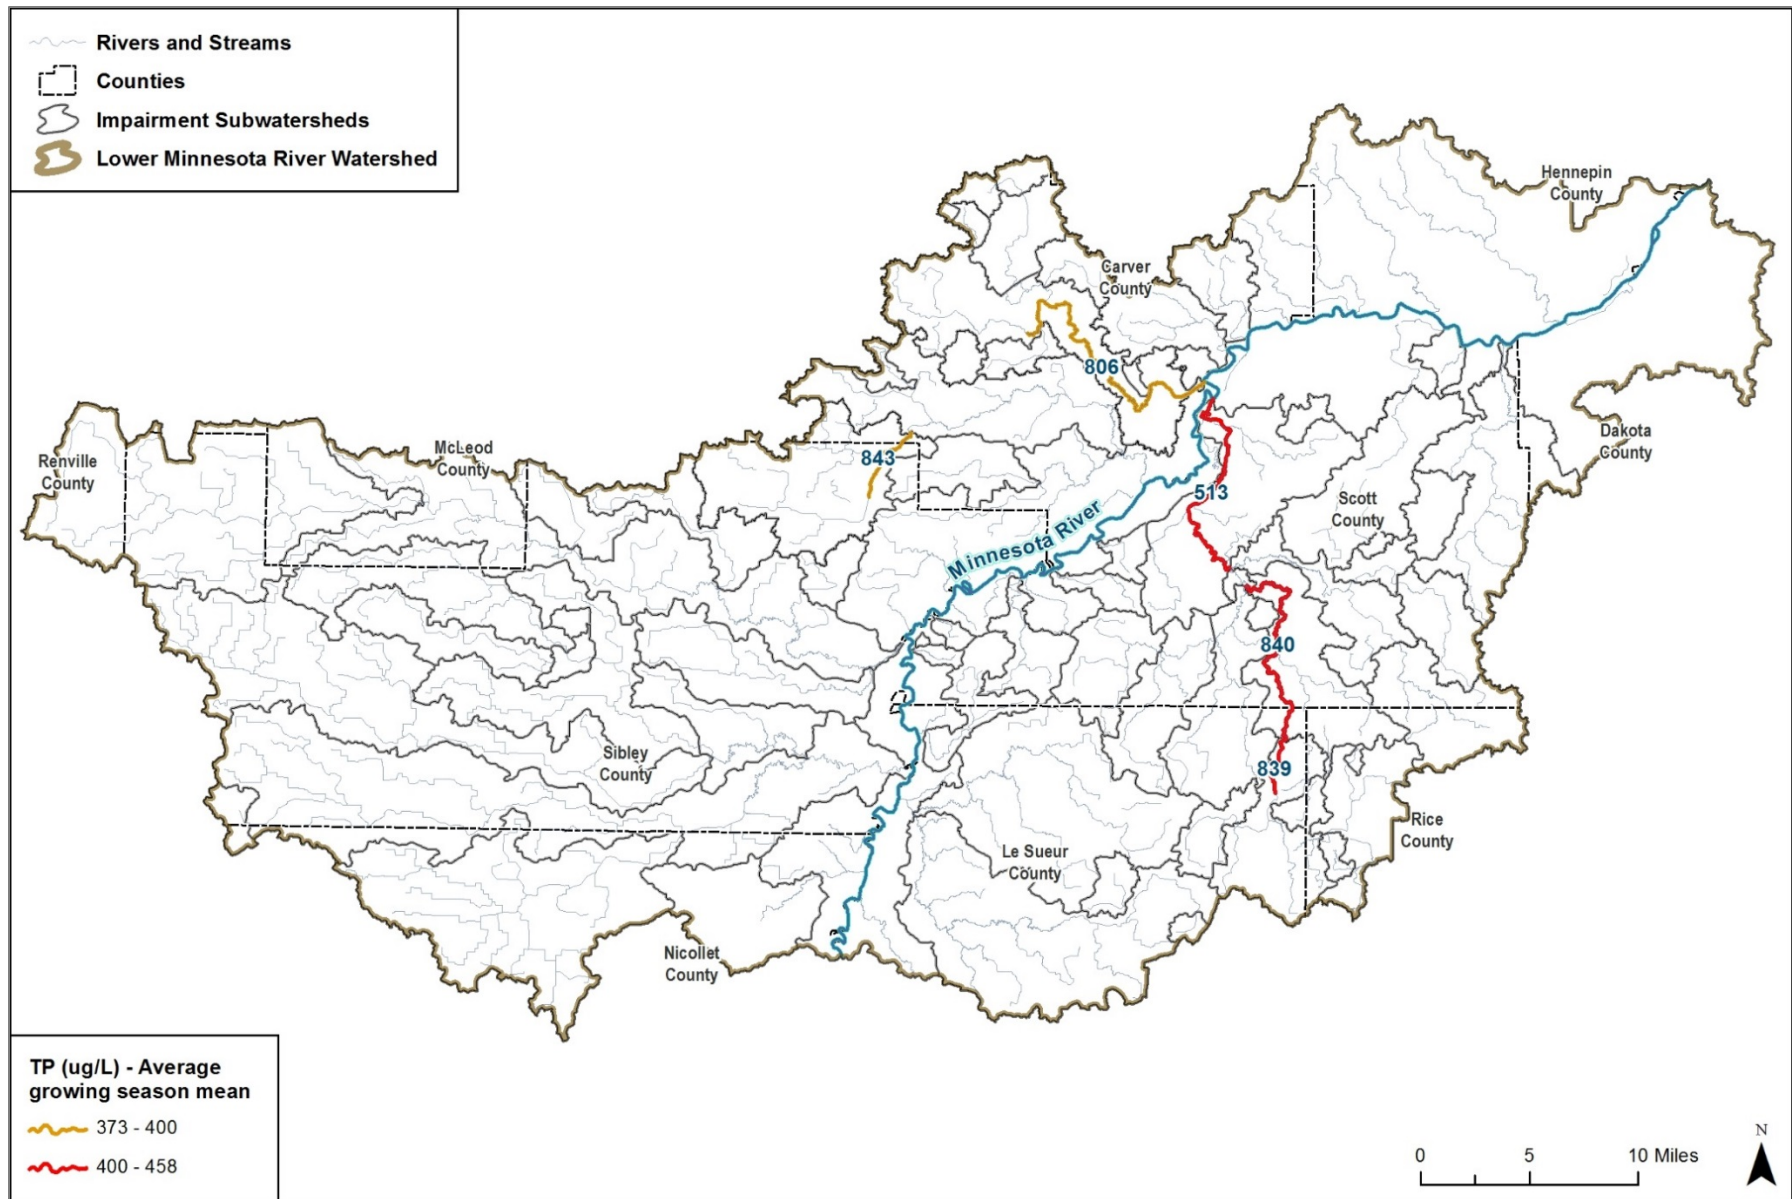 Rivers and Streams
Counties
Impairment Subwatersheds
Lower Minnesota River Watershed
Hennepin
County
Carver
County
806
McLeod
County
Renville
County
843
Dakota
County
513
Scott
County
Minnesota River
840
Sibley
County
839
Le Sueur
County
Rice
County
Nicollet
County
TP (ug/L) - Average
growing season mean
373 - 400
400 - 458
N
0 5 10 Miles